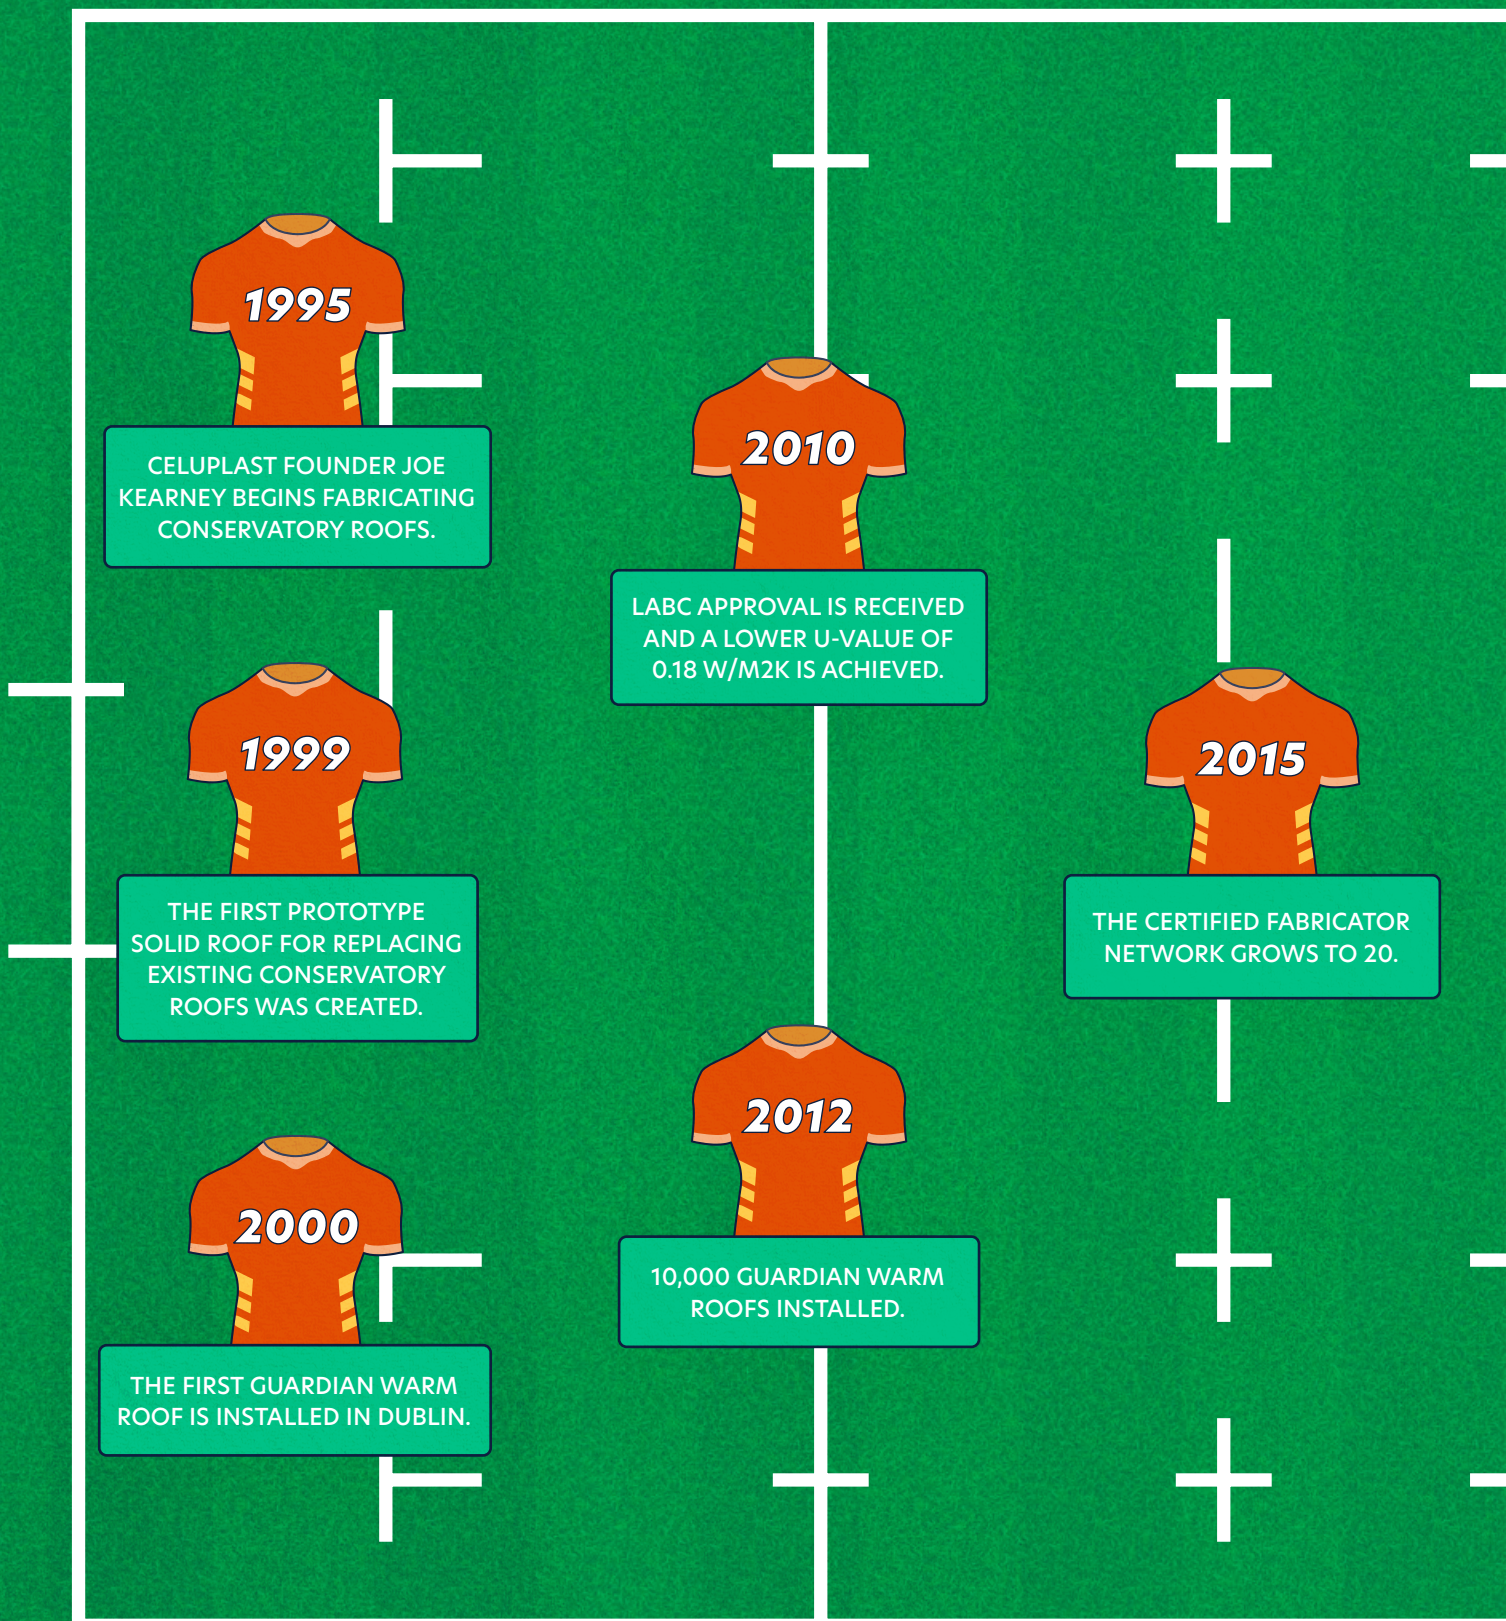 1995
CELUPLAST FOUNDER JOE
KEARNEY BEGINS FABRICATING
CONSERVATORY ROOFS.
1999
THE FIRST PROTOTYPE
SOLID ROOF FOR REPLACING
EXISTING CONSERVATORY
ROOFS WAS CREATED.
2000
THE FIRST GUARDIAN WARM
ROOF IS INSTALLED IN DUBLIN.
2010
LABC APPROVAL IS RECEIVED
AND A LOWER U-VALUE OF
0.18 W/M2K IS ACHIEVED.
2012
10,000 GUARDIAN WARM
ROOFS INSTALLED.
2015
THE CERTIFIED FABRICATOR
NETWORK GROWS TO 20.